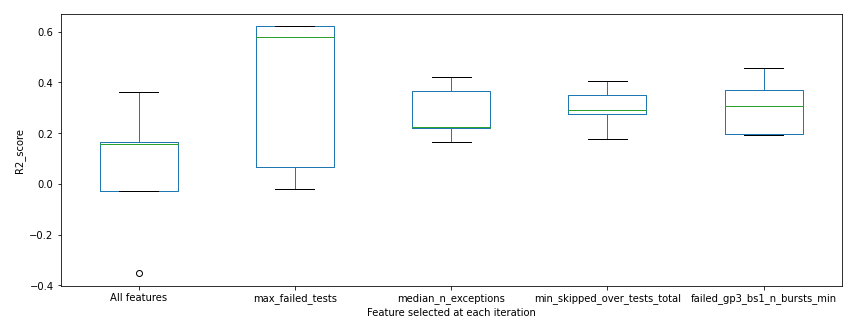 R2_score
0.6
0.4
0.2
0.0
−0.2
−0.4
All features
max_failed_tests
median_n_exceptions
min_skipped_over_tests_total
failed_gp3_bs1_n_bursts_min
Feature selected at each iteration